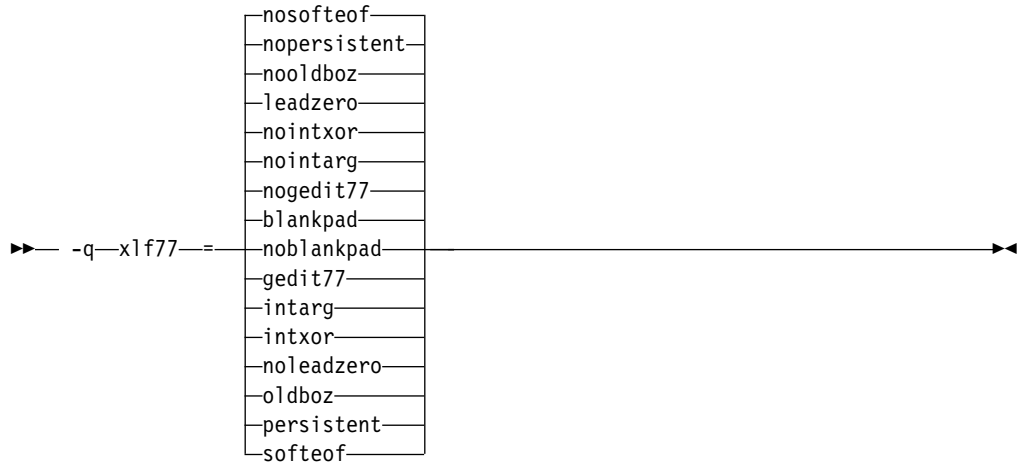 nosofteof
nopersistent
nooldboz
leadzero
nointxor
nointarg
nogedit77
blankpad
-q xlf77 = noblankpad
gedit77
intarg
intxor
noleadzero
oldboz
persistent
softeof